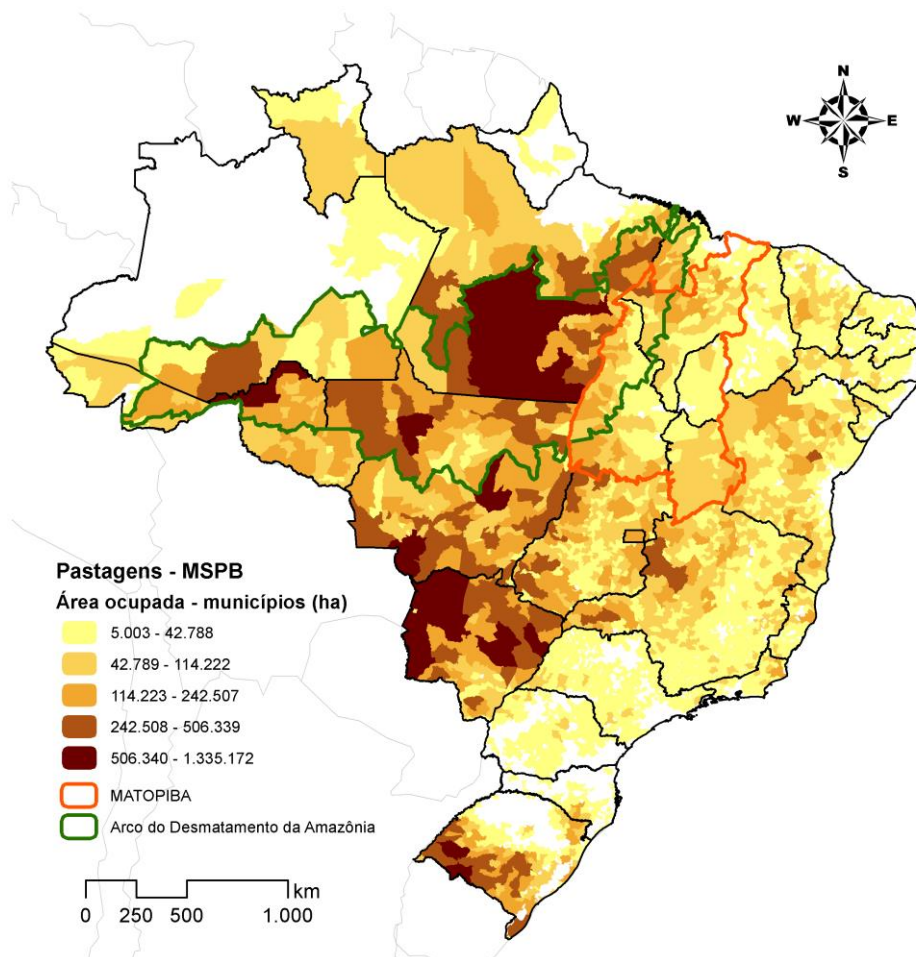 N
W E
S
Pastagens - MSPB
Área ocupada - municípios (ha)
5.003 - 42.788
42.789 - 114.222
114.223 - 242.507
242.508 - 506.339
506.340 - 1.335.172
MATOPIBA
Arco do Desmatamento da Amazônia
km
0 250 500 1.000